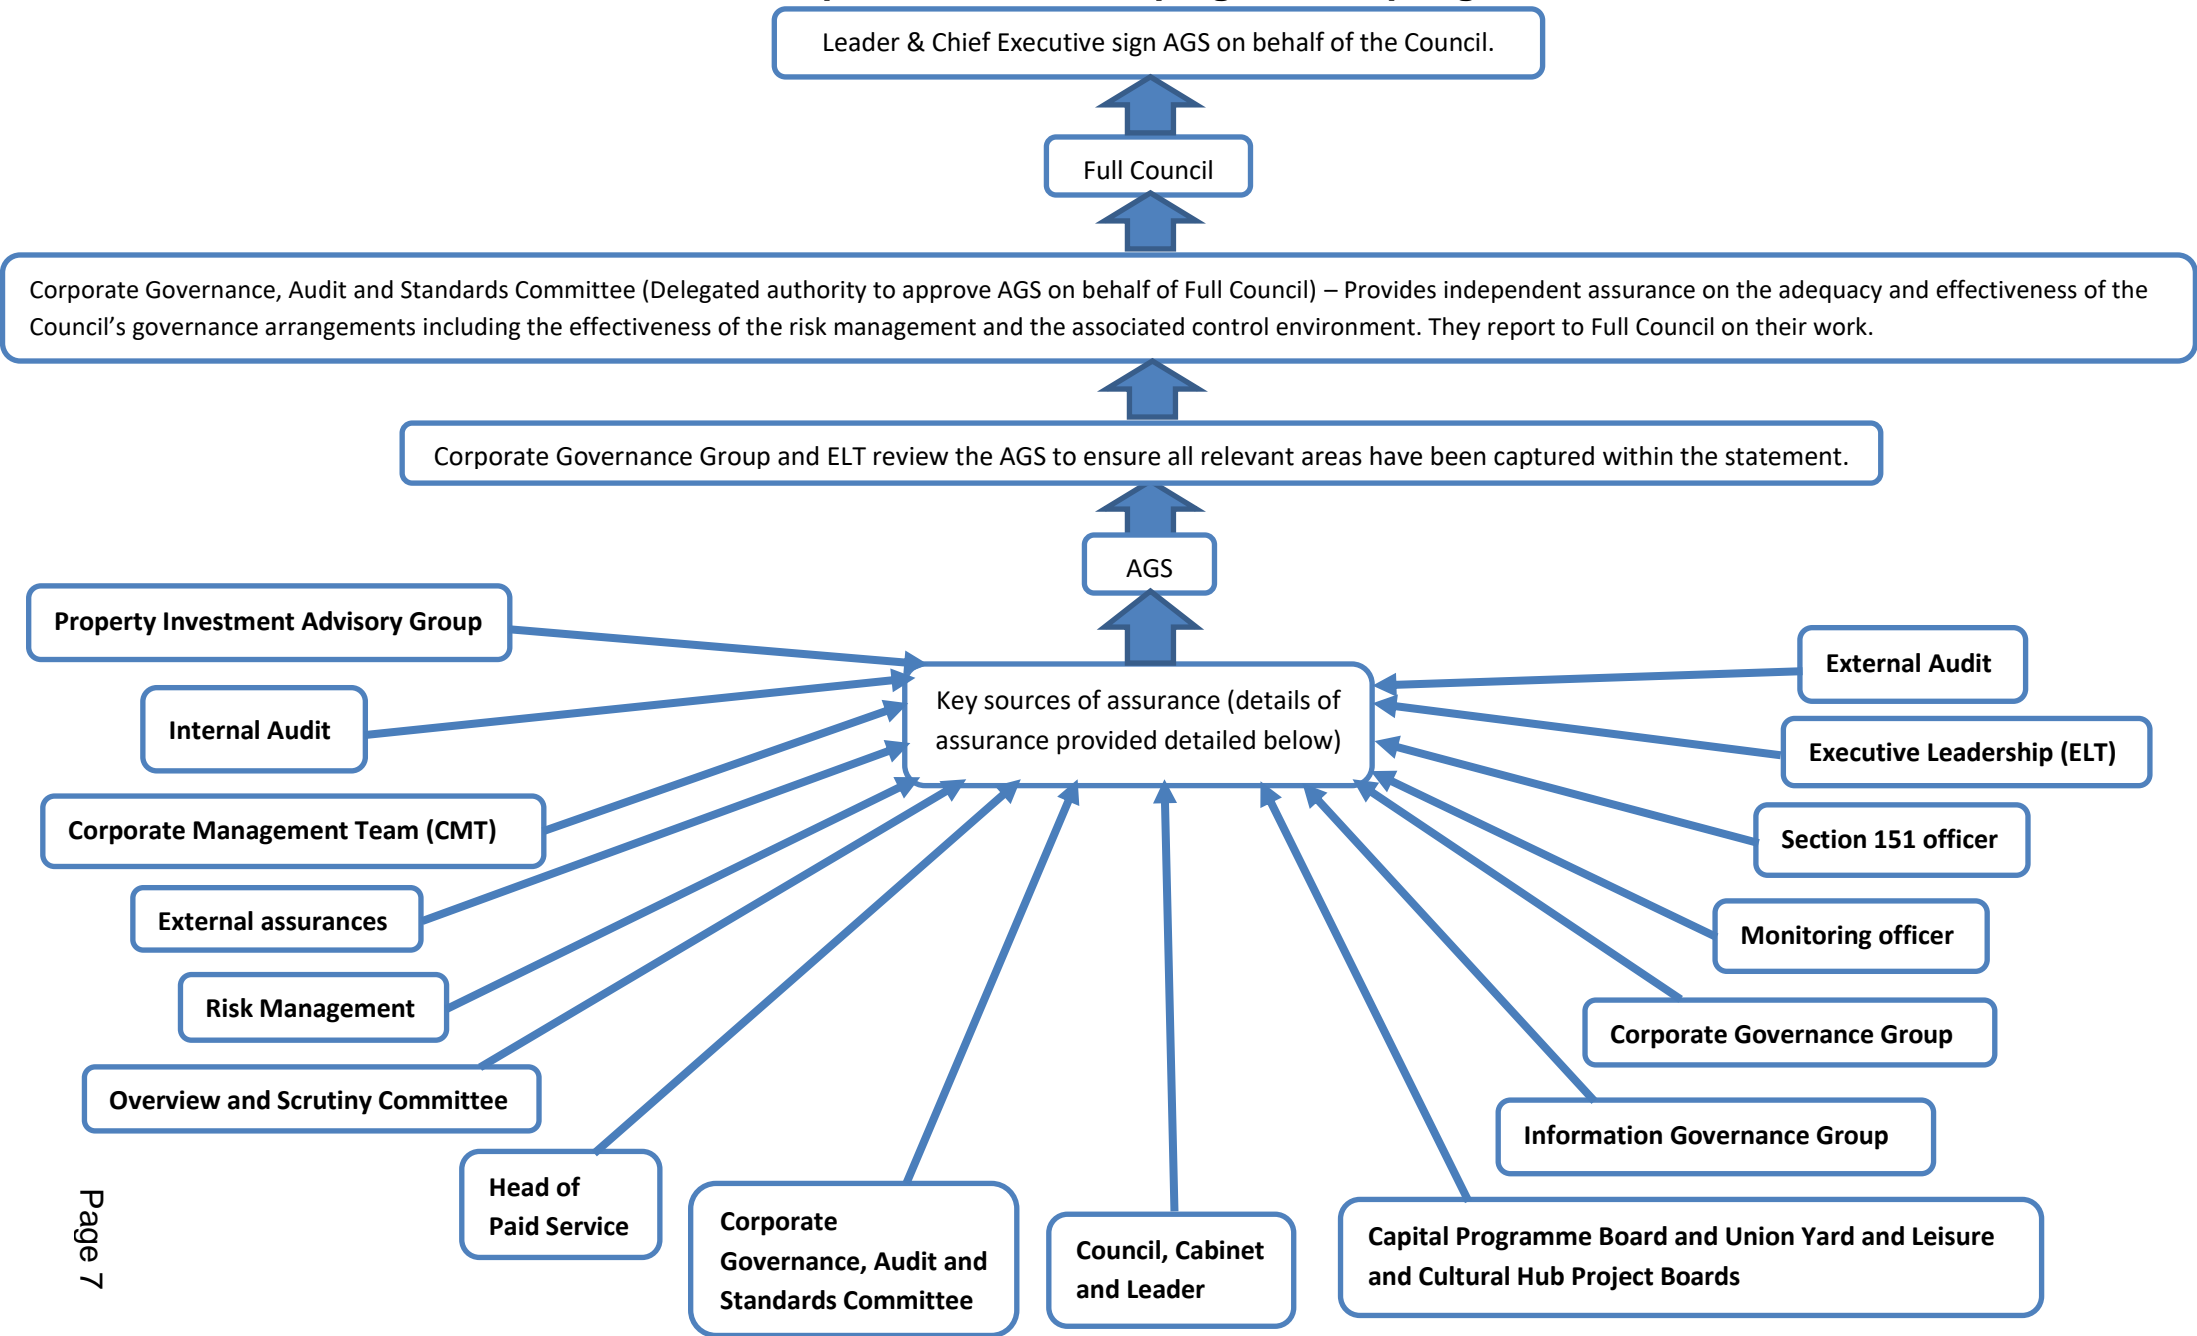 Leader & Chief Executive sign AGS on behalf of the Council.
Full Council
Corporate Governance, Audit and Standards Committee (Delegated authority to approve AGS on behalf of Full Council) – Provides independent assurance on the adequacy and effectiveness of the
Council’s governance arrangements including the effectiveness of the risk management and the associated control environment. They report to Full Council on their work.
Corporate Governance Group and ELT review the AGS to ensure all relevant areas have been captured within the statement.
AGS
Key sources of assurance (details of
assurance provided detailed below)
Property Investment Advisory Group
Internal Audit
Corporate Management Team (CMT)
External assurances
Risk Management
Overview and Scrutiny Committee
Head of
Paid Service
Corporate
Governance, Audit and
Standards Committee
Council, Cabinet
and Leader
Capital Programme Board and Union Yard and Leisure
and Cultural Hub Project Boards
Information Governance Group
Corporate Governance Group
Monitoring officer
Section 151 officer
Executive Leadership (ELT)
External Audit
Page 7